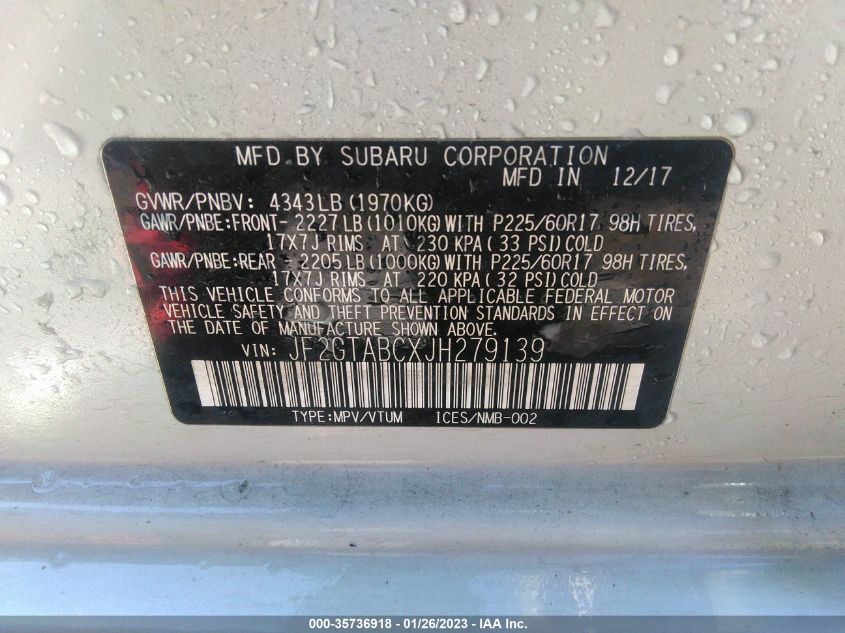 MFD BY SUBARU CORPORATION
MFD IN 12/17
GVWR/PNBV: 4343LB(1970KG)
GAWR/PNBE:FRONT- 2227LB(1010KG)WITH P225/60R17 98H TIRES,
17X7J RIMS AT 230 KPA(33 PSI)COLD
GAWR/PNBE:REAR - 2205LB(1000KG)WITH P225/60R17 98H TIRES,
17X7J RIMS AT 220 KPA(32 PSI)COLD
THIS VEHICLE CONFORMS TO ALL APPLICABLE FEDERAL MOTOR
VEHICLE SAFETY AND THEFT PREVENTION STANDARDS IN EFFECT ON
THE DATE OF MANUFACTURE SHOWN ABOVE.
VIN: JF2GTABCXJH279139
TYPE:MPV/VTUM ICES/NMB-002
000-35736918 - 01/26/2023 - IAA Inc.